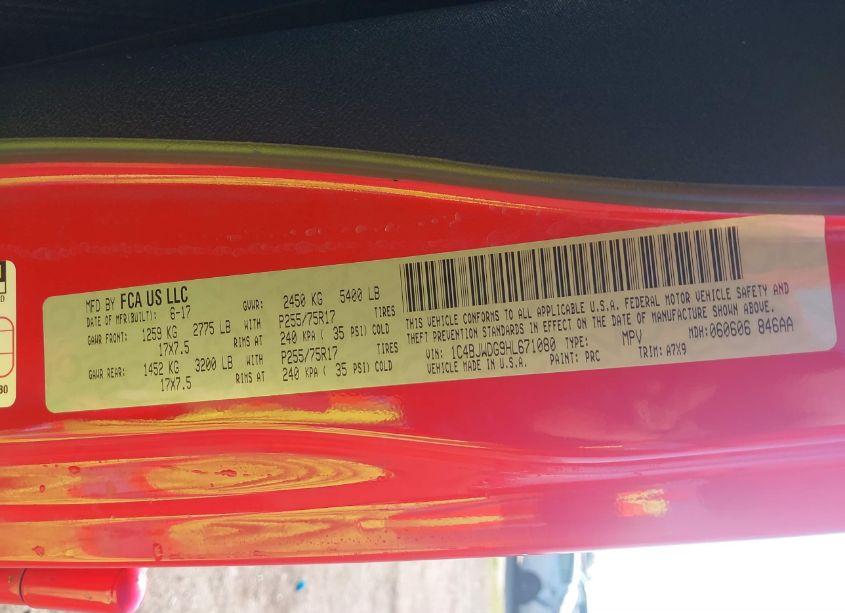 MFD BY FCA US LLC
DATE OF MFR(BUILT): 6-17 GVWR: 2450 KG 5400 LB
GAWR FRONT: 1259 KG 2775 LB WITH P255/75R17 TIRES
17X7.5 RIMS AT 240 KPA ( 35 PSI) COLD
GAWR REAR: 1452 KG 3200 LB WITH P255/75R17 TIRES
17X7.5 RIMS AT 240 KPA ( 35 PSI) COLD
THIS VEHICLE CONFORMS TO ALL APPLICABLE U.S.A. FEDERAL MOTOR VEHICLE SAFETY AND
THEFT PREVENTION STANDARDS IN EFFECT ON THE DATE OF MANUFACTURE SHOWN ABOVE.
VIN: 1C4BJWDG9HL671080 TYPE: MPV MDH:060606 846AA
VEHICLE MADE IN U.S.A. PAINT: PRC TRIM: A7X9